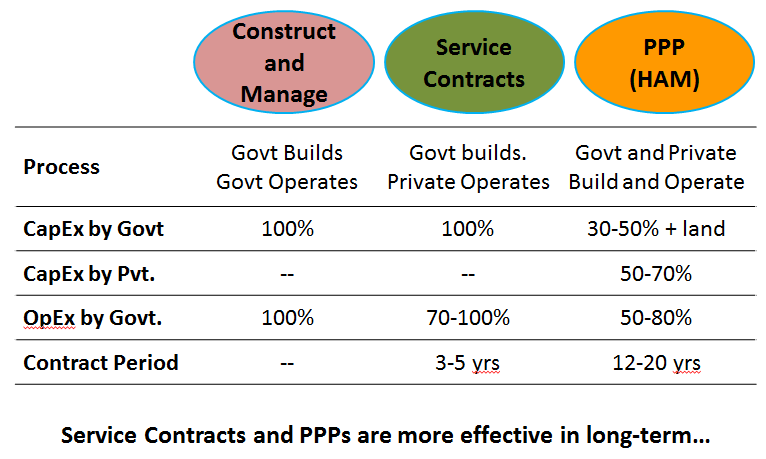 Construct
and
Manage
Service
Contracts
PPP
(HAM)
Process
Govt Builds
Govt Operates
Govt builds.
Private Operates
Govt and Private
Build and Operate
CapEx by Govt
100%
100%
30-50% + land
CapEx by Pvt.
--
--
50-70%
OpEx by Govt.
100%
70-100%
50-80%
Contract Period
--
3-5 yrs
12-20 yrs
Service Contracts and PPPs are more effective in long-term...